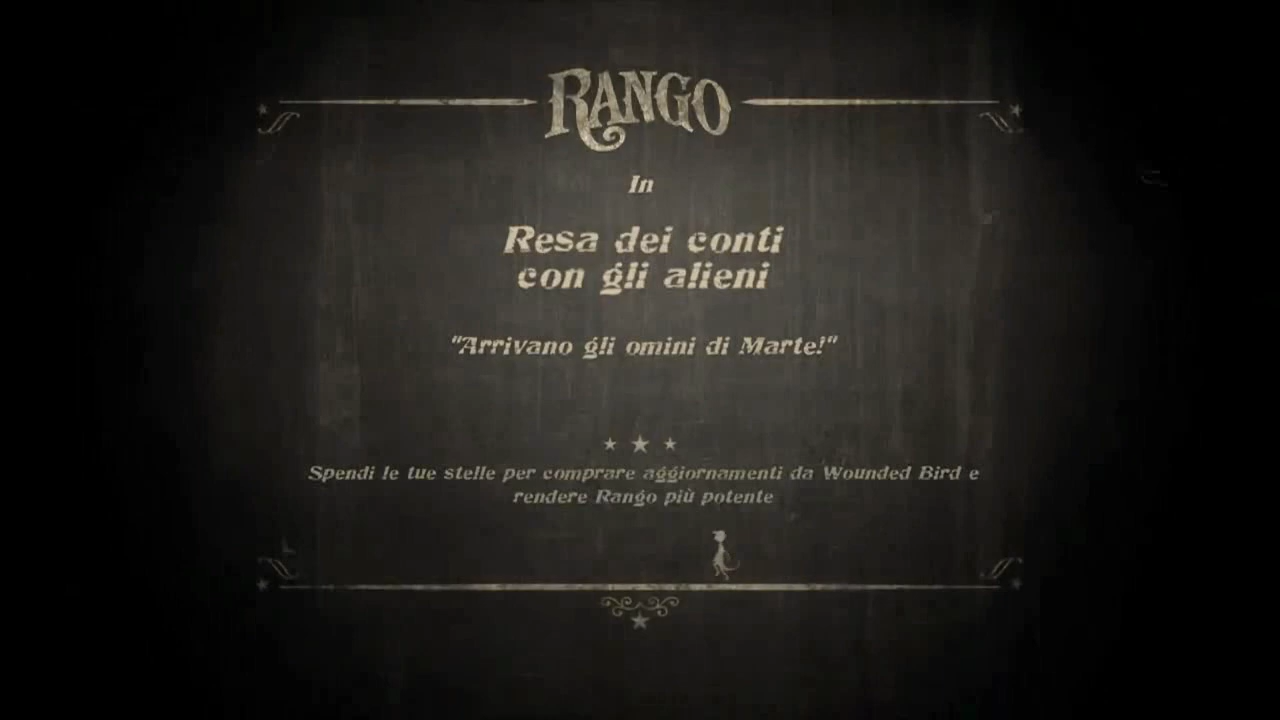 RANGO
In
Resa dei conti
con gli alieni
"Arrivano gli omini di Marte!"
Spendi le tue stelle per comprare aggiornamenti da Wounded Bird e
rendere Rango più potente